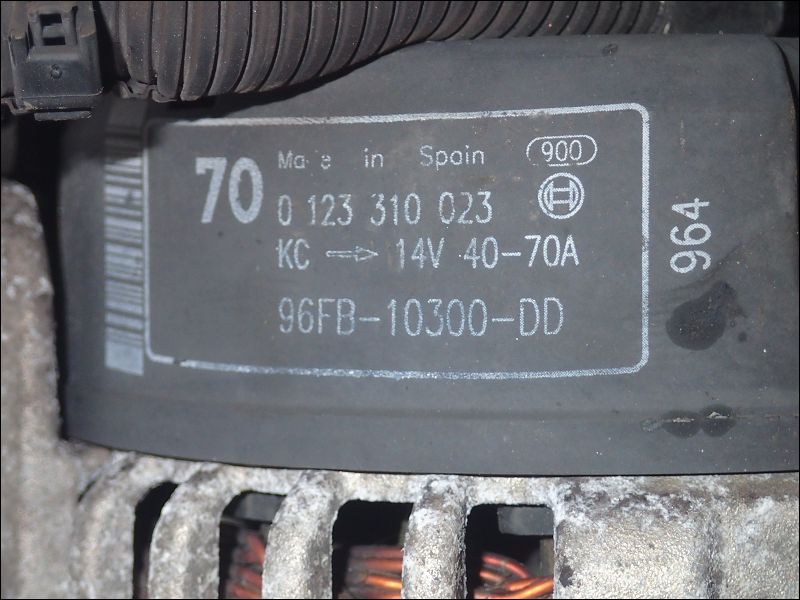 70
Made in Spain
900
0 123 310 023
KC → 14V 40-70A
96FB-10300-DD
964